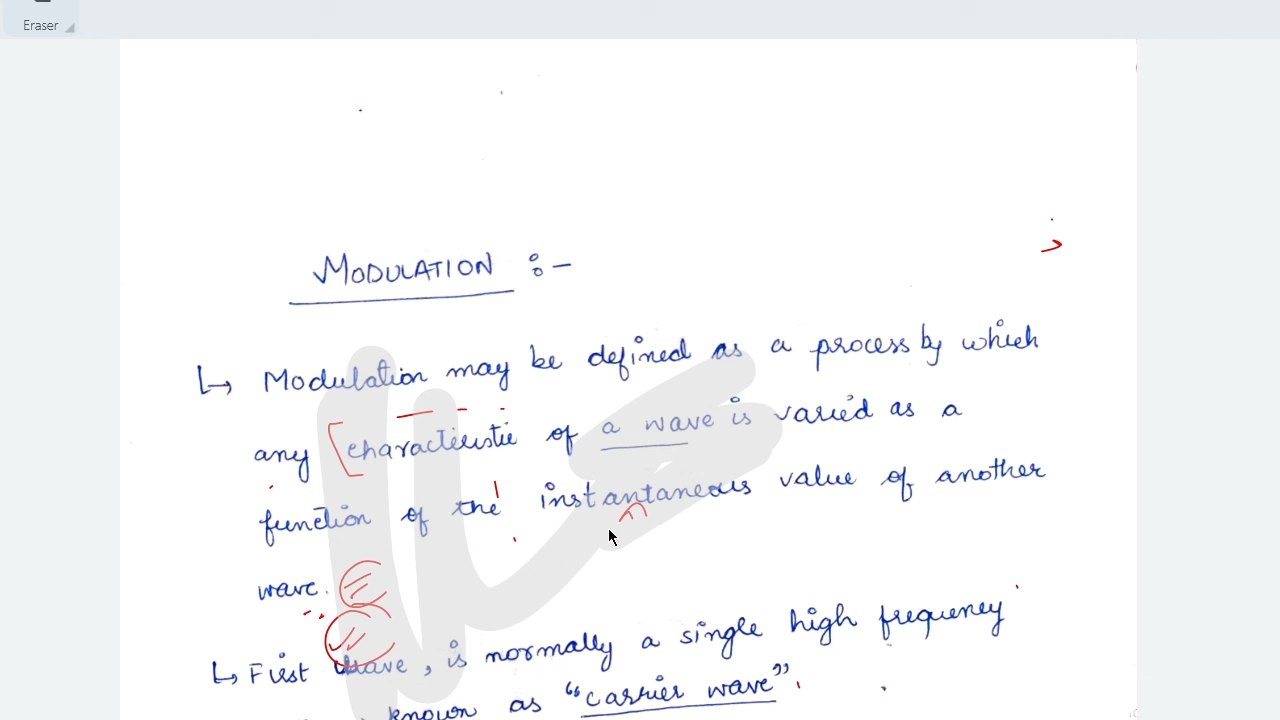 Eraser
MODULATION :-
↳ Modulation may be defined as a process by which
any [characteristic of a wave is varied as a
function of the instantaneous value of another
wave.
↳ First wave, is normally a single high frequency
known as "carrier wave"